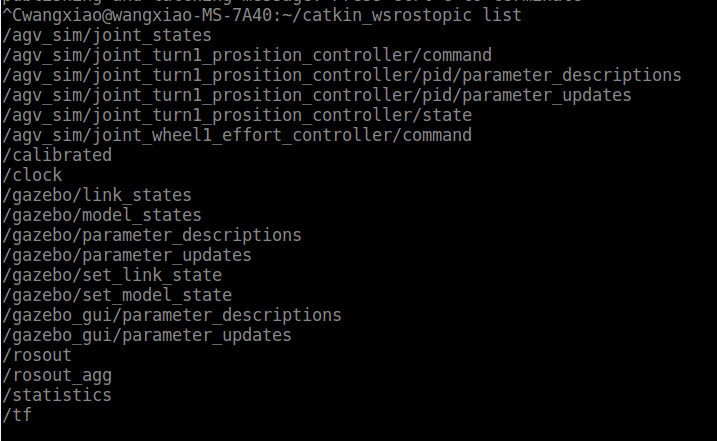 ^Cwangxiao@wangxiao-MS-7A40:~/catkin_wsrostopic list
/agv_sim/joint_states
/agv_sim/joint_turn1_prosition_controller/command
/agv_sim/joint_turn1_prosition_controller/pid/parameter_descriptions
/agv_sim/joint_turn1_prosition_controller/pid/parameter_updates
/agv_sim/joint_turn1_prosition_controller/state
/agv_sim/joint_wheel1_effort_controller/command
/calibrated
/clock
/gazebo/link_states
/gazebo/model_states
/gazebo/parameter_descriptions
/gazebo/parameter_updates
/gazebo/set_link_state
/gazebo/set_model_state
/gazebo_gui/parameter_descriptions
/gazebo_gui/parameter_updates
/rosout
/rosout_agg
/statistics
/tf